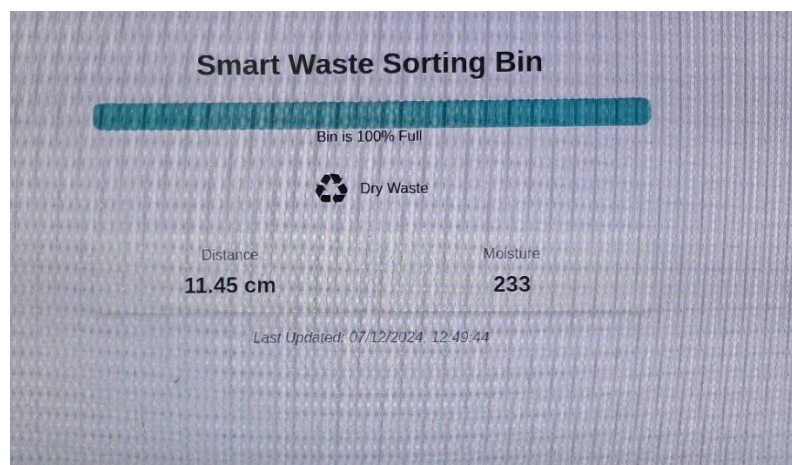 Smart Waste Sorting Bin
Bin is 100% Full
Dry Waste
Distance
Moisture
11.45 cm
233
Last Updated: 07/12/2024, 12:49:44